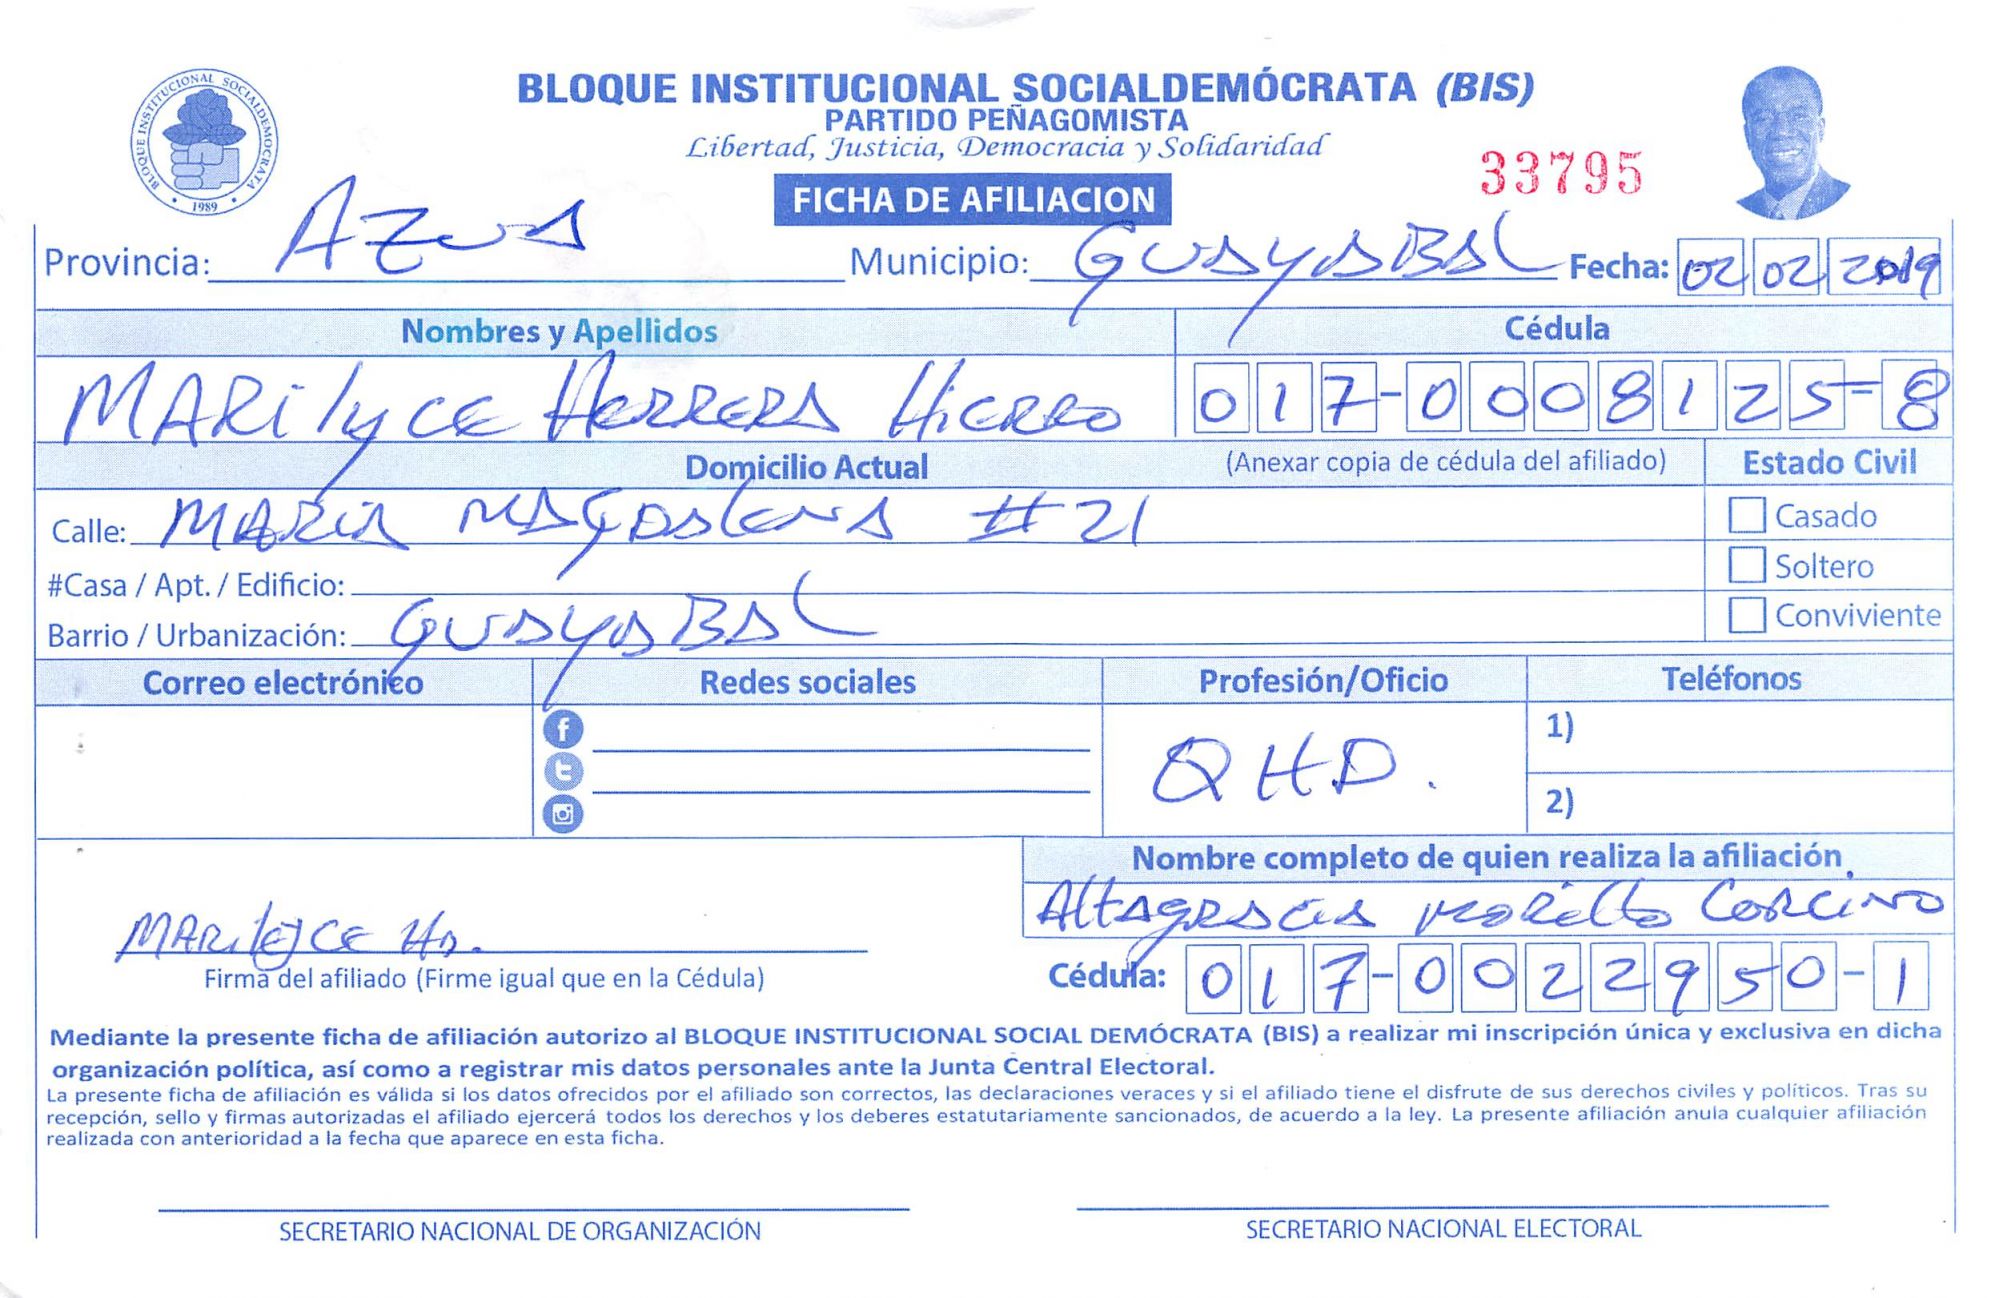 BLOQUE INSTITUCIONAL SOCIALDEMOCRATA
1989
BLOQUE INSTITUCIONAL SOCIALDEMÓCRATA (BIS)
PARTIDO PEÑAGOMISTA
Libertad, Justicia, Democracia y Solidaridad
33795
FICHA DE AFILIACION
Provincia: AZUA Municipio: GUAYABAL Fecha: 02 02 2019
Nombres y Apellidos Cédula
MARilyCE HERRERA HIERRO 017-0008125-8
Domicilio Actual (Anexar copia de cédula del afiliado) Estado Civil
Calle: MARIA MAGDALENA #21 Casado
#Casa / Apt. / Edificio: Soltero
Barrio / Urbanización: GUAYABAL Conviviente
Correo electrónico Redes sociales Profesión/Oficio Teléfonos
1)
QHD.
2)
Nombre completo de quien realiza la afiliación
Altagracia Morillo Corcino
MARilyCE
Firma del afiliado (Firme igual que en la Cédula) Cédula: 017-0022950-1
Mediante la presente ficha de afiliación autorizo al BLOQUE INSTITUCIONAL SOCIAL DEMÓCRATA (BIS) a realizar mi inscripción única y exclusiva en dicha
organización política, así como a registrar mis datos personales ante la Junta Central Electoral.
La presente ficha de afiliación es válida si los datos ofrecidos por el afiliado son correctos, las declaraciones veraces y si el afiliado tiene el disfrute de sus derechos civiles y políticos. Tras su
recepción, sello y firmas autorizadas el afiliado ejercerá todos los derechos y los deberes estatutariamente sancionados, de acuerdo a la ley. La presente afiliación anula cualquier afiliación
realizada con anterioridad a la fecha que aparece en esta ficha.
SECRETARIO NACIONAL DE ORGANIZACIÓN SECRETARIO NACIONAL ELECTORAL